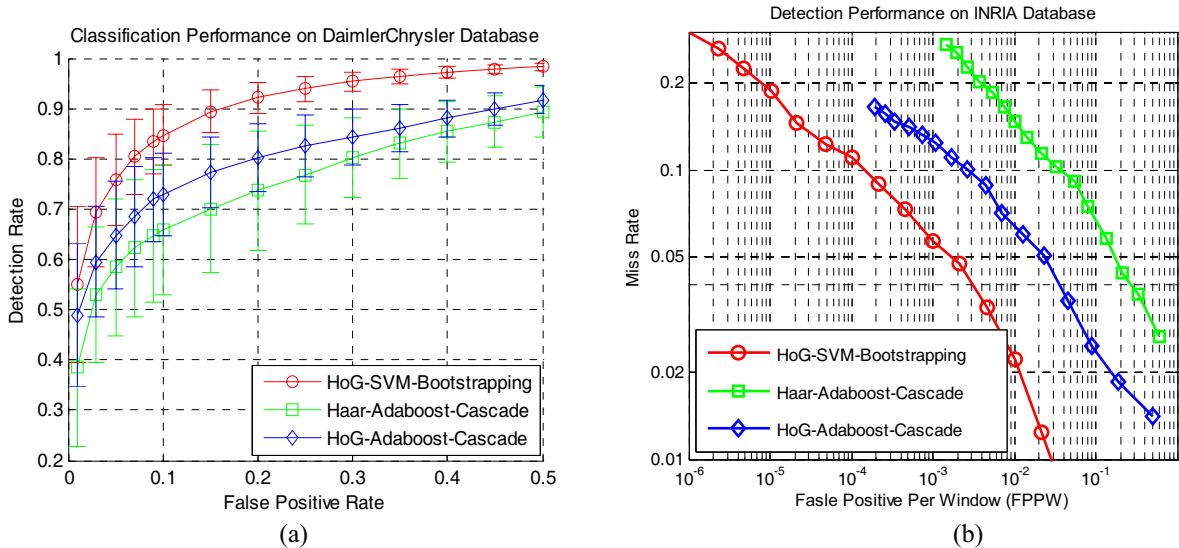 Classification Performance on DaimlerChrysler Database
1
0.9
0.8
0.7
0.6
0.5
0.4
0.3
0.2
Detection Rate
HoG-SVM-Bootstrapping
Haar-Adaboost-Cascade
HoG-Adaboost-Cascade
0
0.1
0.2
0.3
0.4
0.5
False Positive Rate
(a)
Detection Performance on INRIA Database
0.2
0.1
0.05
0.02
0.01
Miss Rate
HoG-SVM-Bootstrapping
Haar-Adaboost-Cascade
HoG-Adaboost-Cascade
10⁻⁶
10⁻⁵
10⁻⁴
10⁻³
10⁻²
10⁻¹
Fasle Positive Per Window (FPPW)
(b)